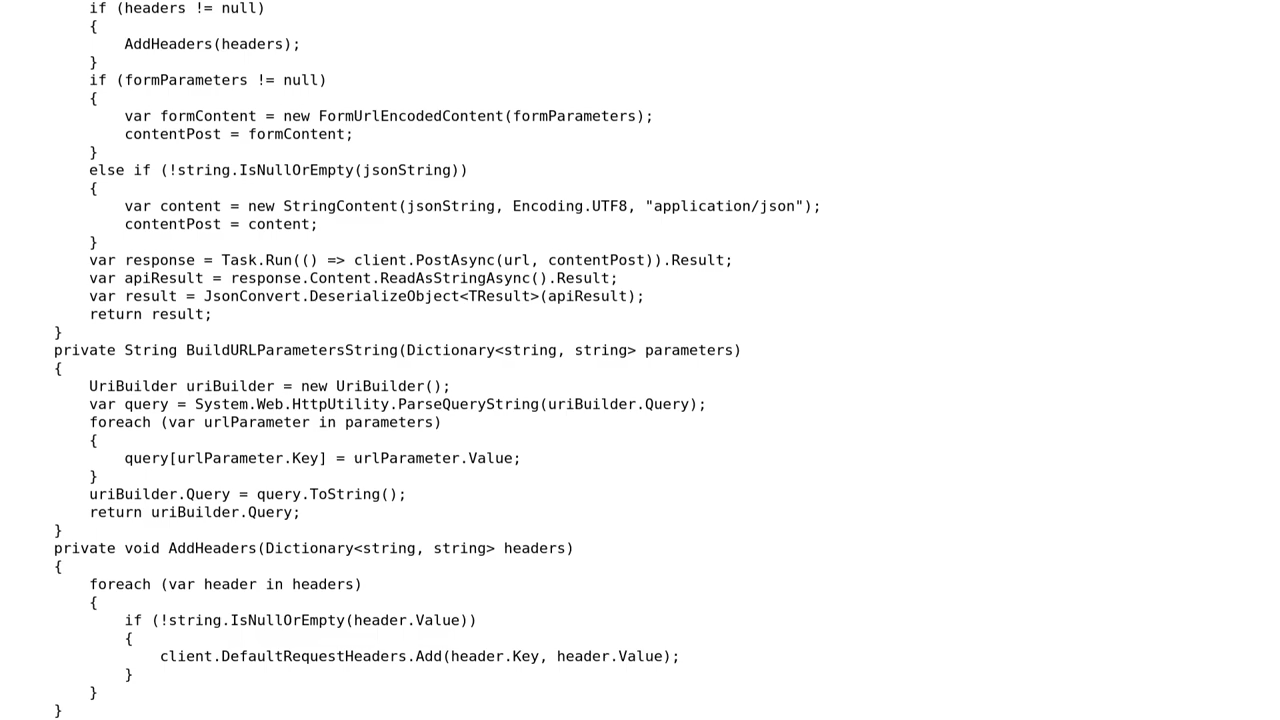 if (headers != null)
{
AddHeaders(headers);
}
if (formParameters != null)
{
var formContent = new FormUrlEncodedContent(formParameters);
contentPost = formContent;
}
else if (!string.IsNullOrEmpty(jsonString))
{
var content = new StringContent(jsonString, Encoding.UTF8, "application/json");
contentPost = content;
}
var response = Task.Run(() => client.PostAsync(url, contentPost)).Result;
var apiResult = response.Content.ReadAsStringAsync().Result;
var result = JsonConvert.DeserializeObject<TResult>(apiResult);
return result;
}
private String BuildURLParametersString(Dictionary<string, string> parameters)
{
UriBuilder uriBuilder = new UriBuilder();
var query = System.Web.HttpUtility.ParseQueryString(uriBuilder.Query);
foreach (var urlParameter in parameters)
{
query[urlParameter.Key] = urlParameter.Value;
}
uriBuilder.Query = query.ToString();
return uriBuilder.Query;
}
private void AddHeaders(Dictionary<string, string> headers)
{
foreach (var header in headers)
{
if (!string.IsNullOrEmpty(header.Value))
{
client.DefaultRequestHeaders.Add(header.Key, header.Value);
}
}
}